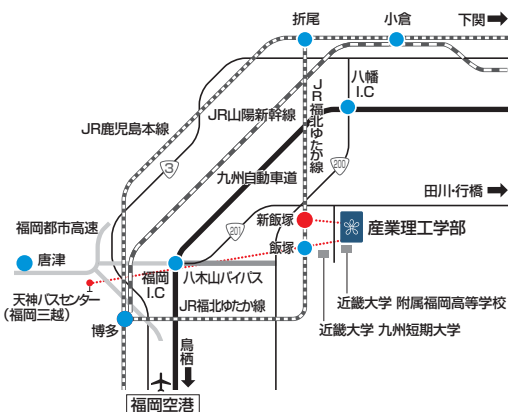 折尾
小倉
下関
八幡
I.C
JR鹿児島本線
JR山陽新幹線
JR福北ゆたか線
3
九州自動車道
200
田川・行橋
201
新飯塚
産業理工学部
福岡都市高速
唐津
飯塚
福岡
I.C
八木山バイパス
天神バスセンター
(福岡三越)
JR福北ゆたか線
近畿大学 附属福岡高等学校
博多
近畿大学 九州短期大学
鳥栖
福岡空港